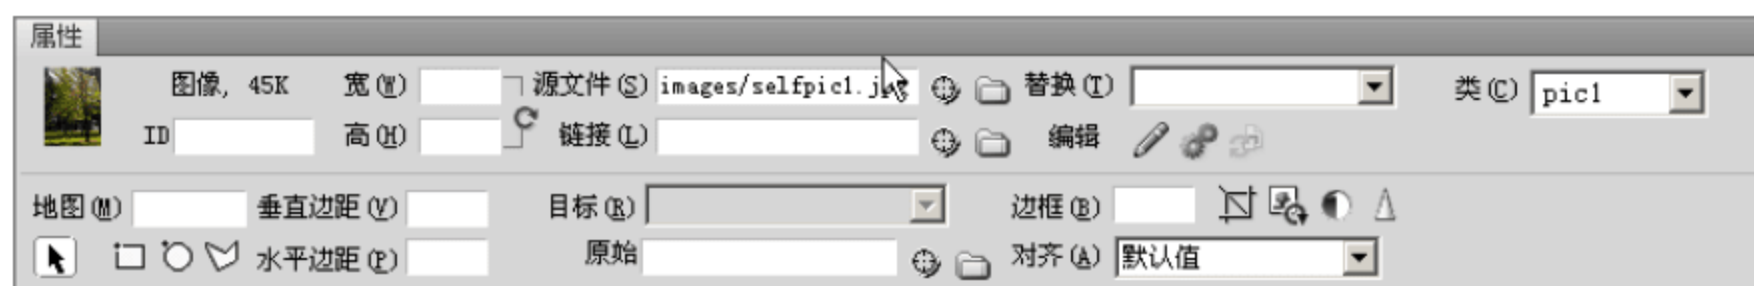 属性
图像, 45K 宽(W) 源文件(S) images/selfpic1. 替换(T) 类(C) pic1
ID 高(H) 链接(L) 编辑
地图(M) 垂直边距(V) 目标(R) 边框(B)
水平边距(P) 原始 对齐(A) 默认值